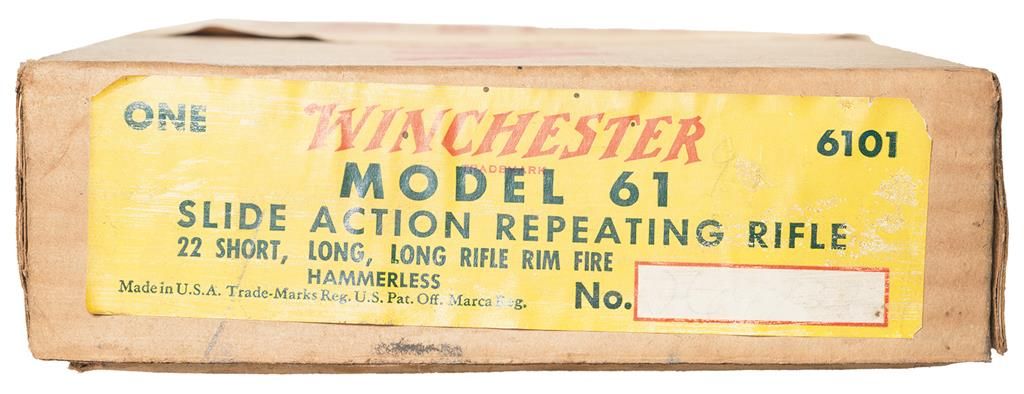 ONE WINCHESTER 6101
TRADEMARK
MODEL 61
SLIDE ACTION REPEATING RIFLE
22 SHORT, LONG, LONG RIFLE RIM FIRE
HAMMERLESS
Made in U.S.A. Trade-Marks Reg. U.S. Pat. Off. Marca Reg.
No.